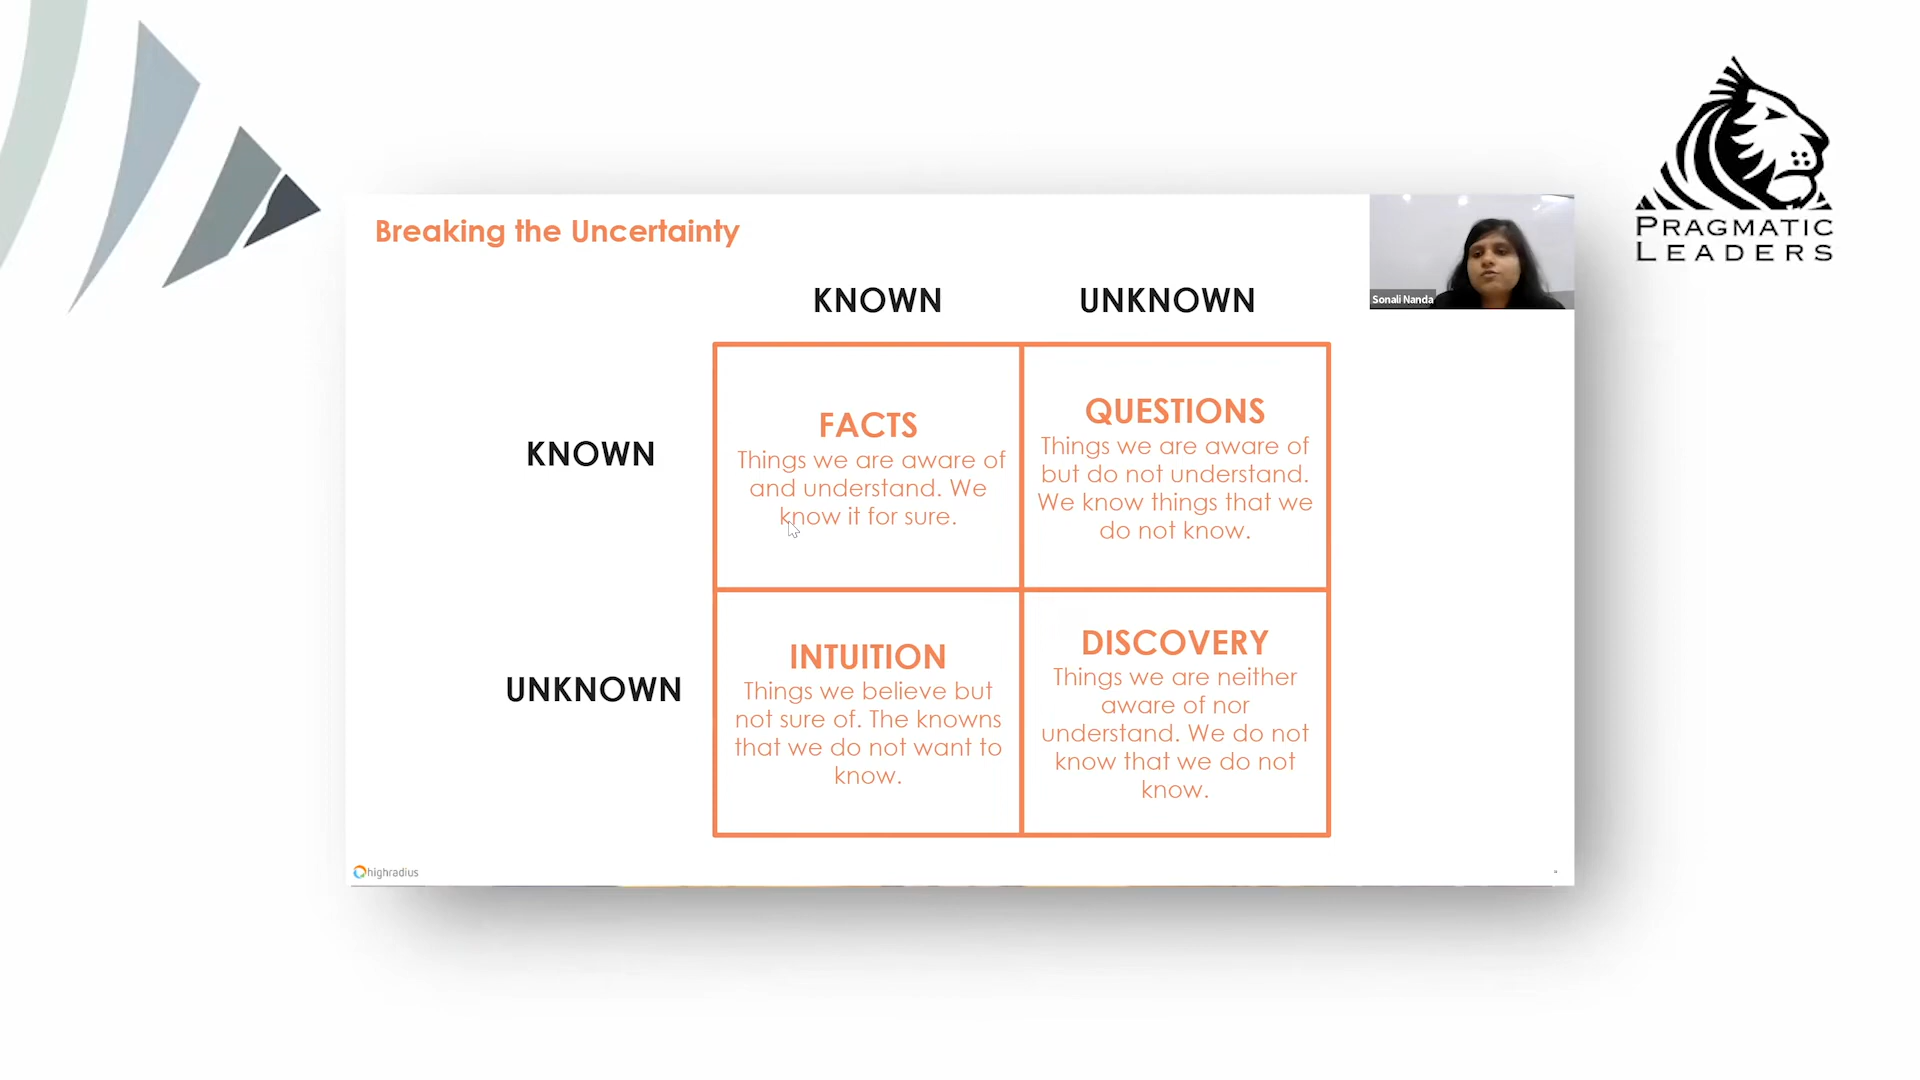 PRAGMATIC
LEADERS
Breaking the Uncertainty
Sonali Nanda
KNOWN
UNKNOWN
KNOWN
FACTS
Things we are aware of
and understand. We
know it for sure.
QUESTIONS
Things we are aware of
but do not understand.
We know things that we
do not know.
UNKNOWN
INTUITION
Things we believe but
not sure of. The knowns
that we do not want to
know.
DISCOVERY
Things we are neither
aware of nor
understand. We do not
know that we do not
know.
highradius